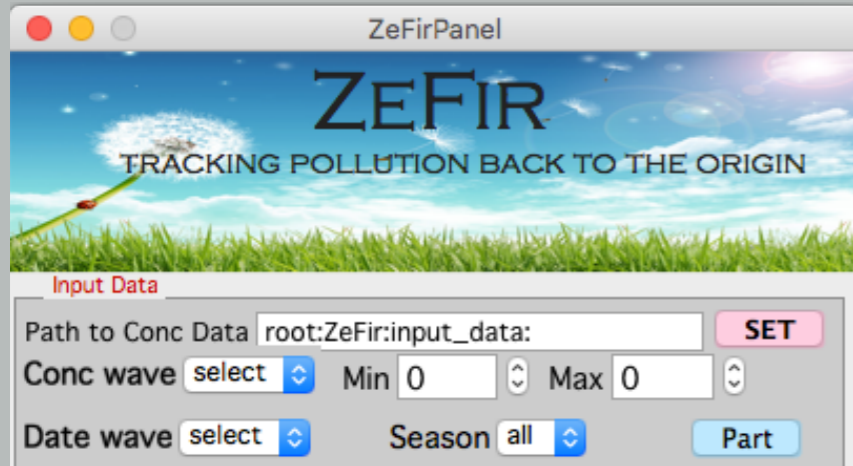 ZeFirPanel
ZEFIR
TRACKING POLLUTION BACK TO THE ORIGIN
Input Data
Path to Conc Data root:ZeFir:input_data: SET
Conc wave select Min 0 Max 0
Date wave select Season all Part